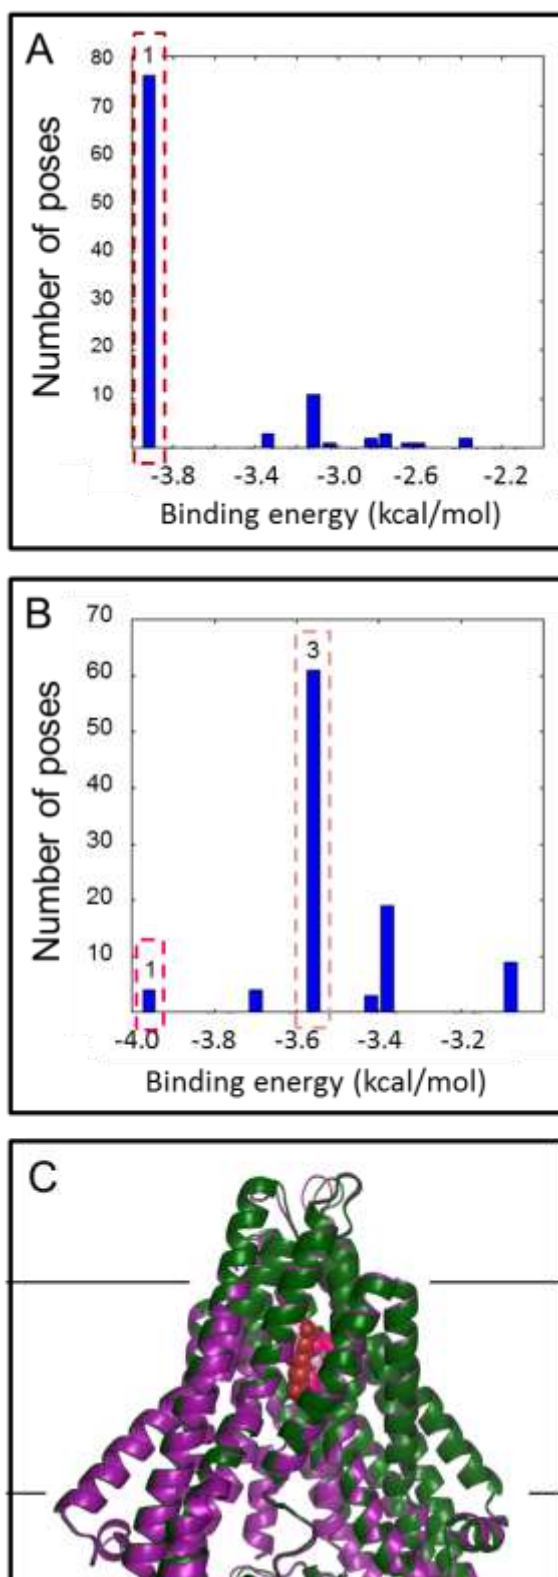 A
1
80
70
60
50
40
30
20
10
Number of poses
-3.8 -3.4 -3.0 -2.6 -2.2
Binding energy (kcal/mol)
B
70
3
60
50
40
30
20
10
1
Number of poses
-4.0 -3.8 -3.6 -3.4 -3.2
Binding energy (kcal/mol)
C